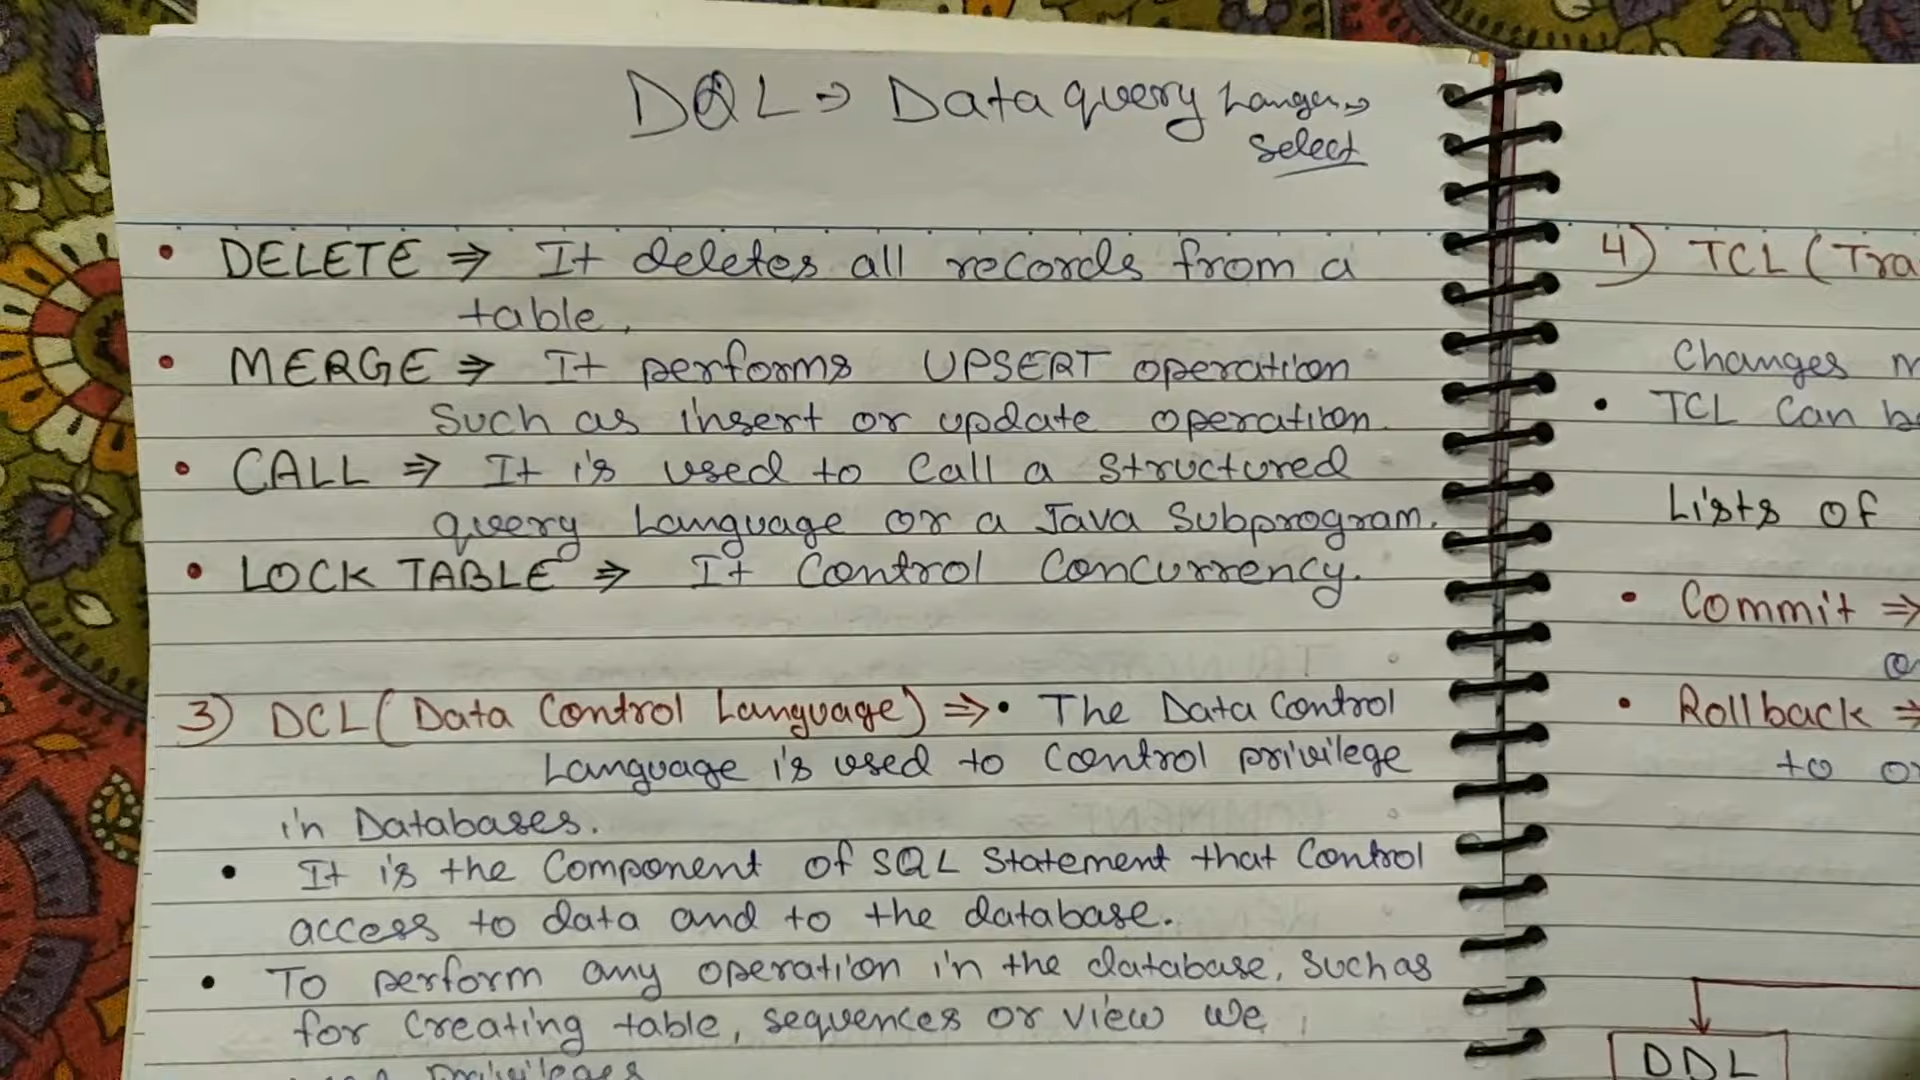 DQL → Data query
select
• DELETE ⇒ It deletes all records from a
table.
• MERGE ⇒ It performs UPSERT operation
Such as insert or update operation.
• CALL ⇒ It is used to call a structured
query Language or a Java Subprogram.
• LOCK TABLE ⇒ It control concurrency.
3) DCL (Data Control Language) ⇒ • The Data Control
Language is used to control privilege
in Databases.
• It is the Component of SQL Statement that control
access to data and to the database.
• To perform any operation in the database, such as
for creating table, sequences or view we
privileges
4) TCL (Tra
Changes m
• TCL can be
Lists of
• Commit ⇒
• Rollback ⇒
to or
DDL